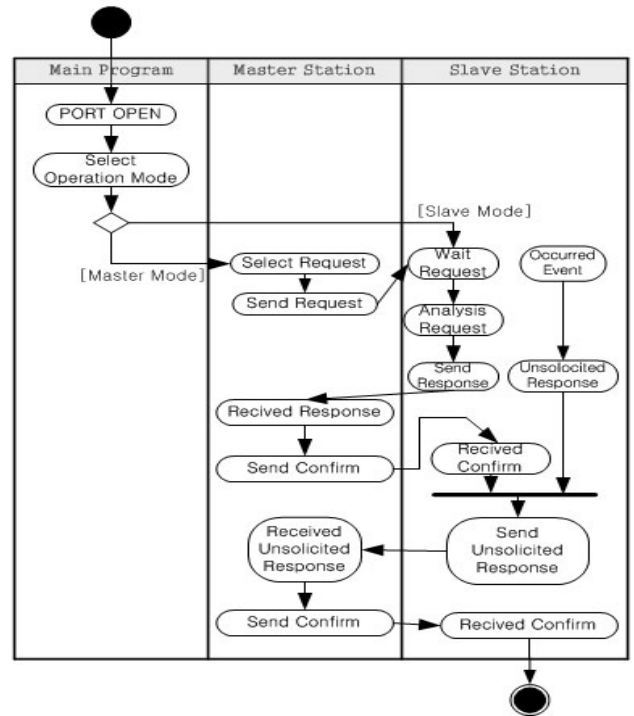 Main Program
Master Station
Slave Station
PORT OPEN
Select
Operation Mode
[Slave Mode]
[Master Mode]
Select Request
Send Request
Wait
Request
Occurred
Event
Analysis
Request
Send
Response
Unsolocited
Response
Recived Response
Send Confirm
Recived
Confirm
Received
Unsolicited
Response
Send
Unsolicited
Response
Send Confirm
Recived Confirm